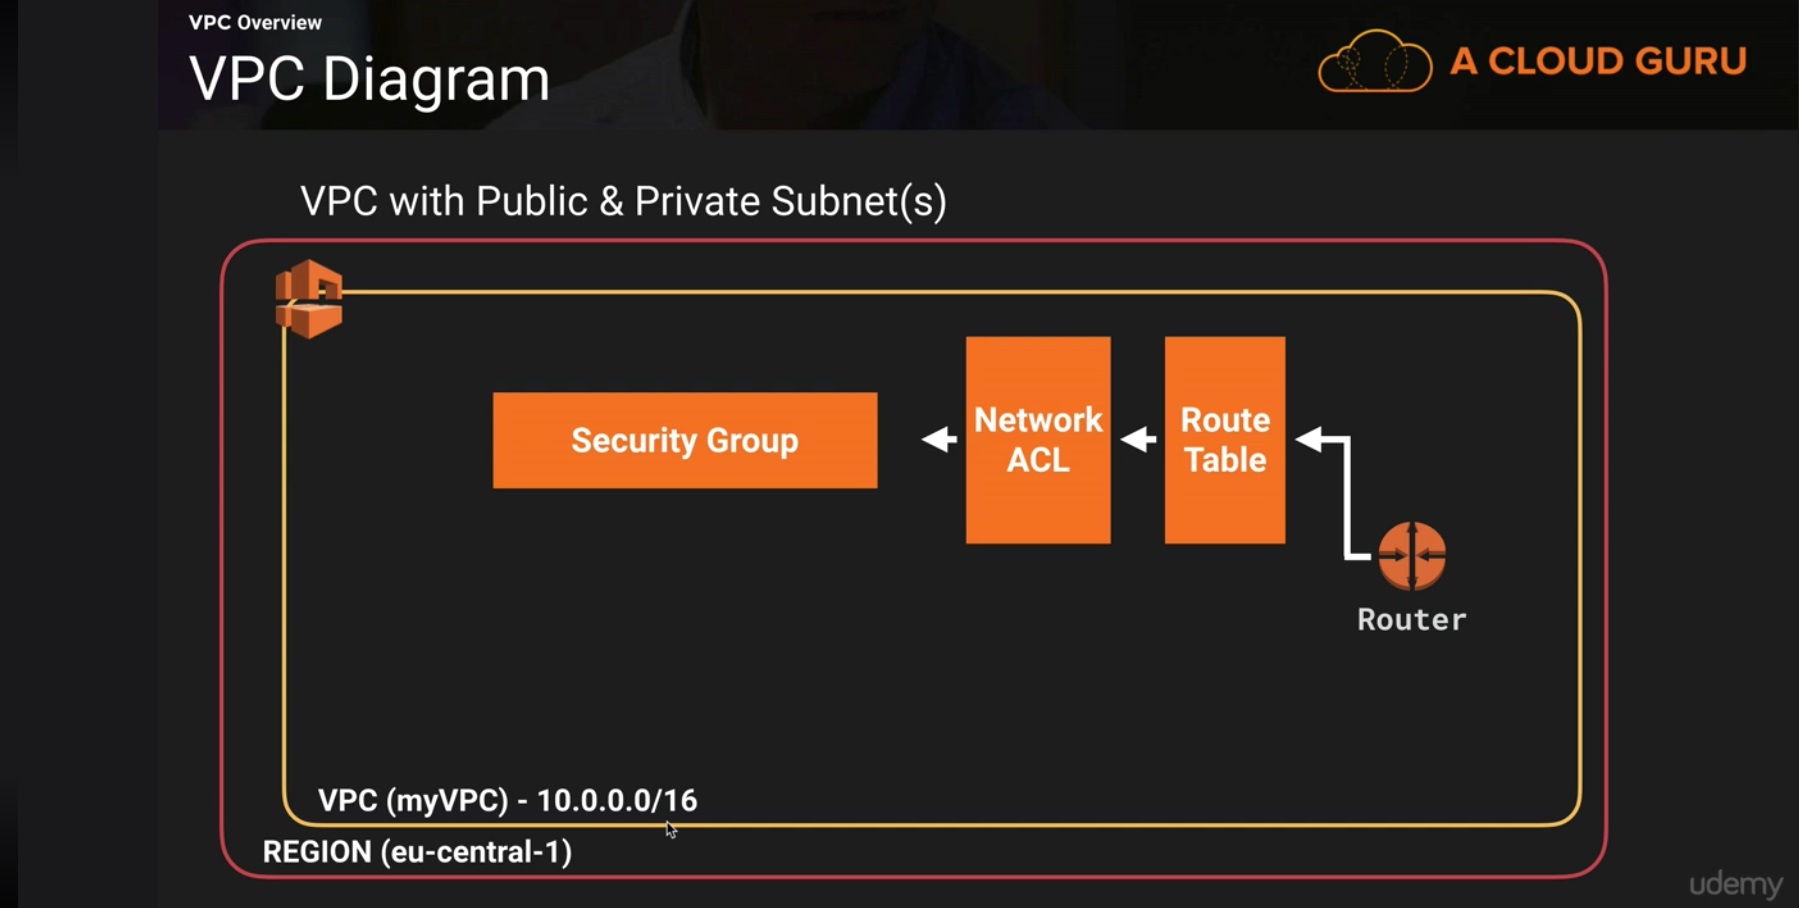 VPC Overview
VPC Diagram
A CLOUD GURU
VPC with Public & Private Subnet(s)
Security Group
Network
ACL
Route
Table
Router
VPC (myVPC) - 10.0.0.0/16
REGION (eu-central-1)
udemy